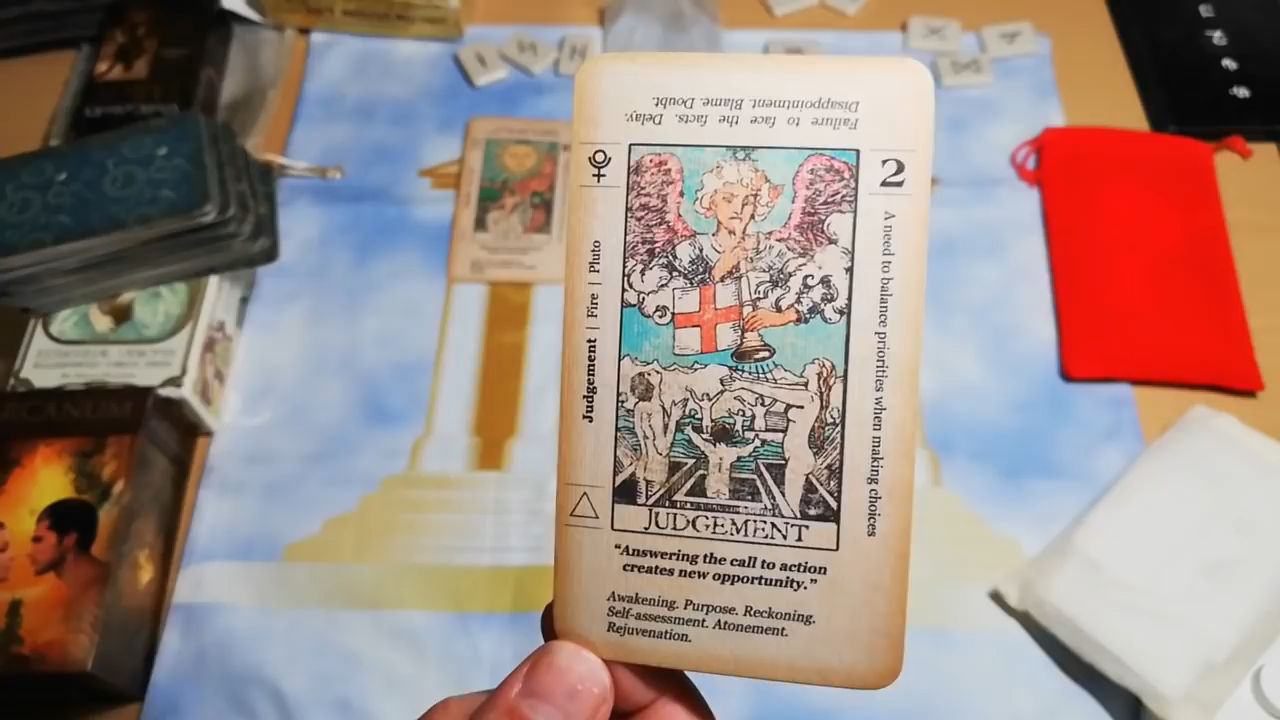 Failure to face the facts. Delay.
Disappointment. Blame. Doubt.
2
Judgement | Fire | Pluto
A need to balance priorities when making choices
JUDGEMENT
“Answering the call to action
creates new opportunity.”
Awakening. Purpose. Reckoning.
Self-assessment. Atonement.
Rejuvenation.
ARCANUM